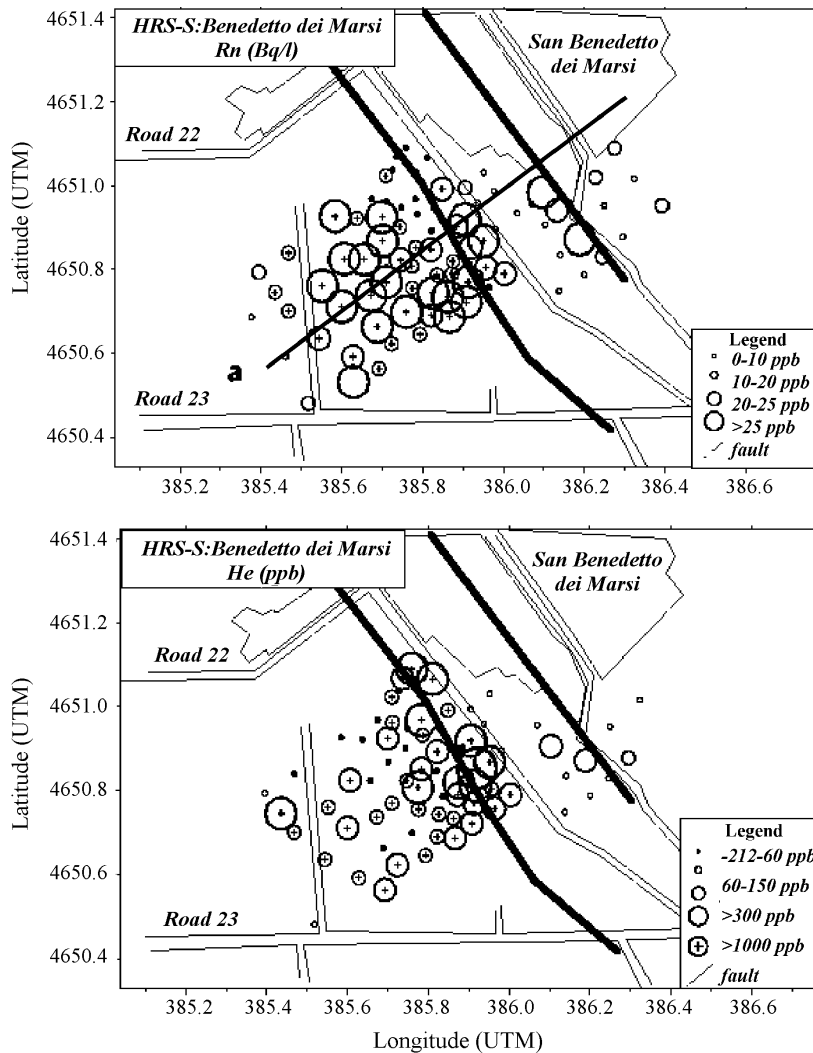 HRS-S:Benedetto dei Marsi
Rn (Bq/l)
San Benedetto
dei Marsi
Road 22
Road 23
a
Latitude (UTM)
4651.4
4651.2
4651.0
4650.8
4650.6
4650.4
385.2
385.5
385.5
385.6
385.8
386.0
386.2
386.4
386.6
Legend
0-10 ppb
10-20 ppb
20-25 ppb
>25 ppb
fault
HRS-S:Benedetto dei Marsi
He (ppb)
San Benedetto
dei Marsi
Road 22
Road 23
Latitude (UTM)
4651.4
4651.2
4651.0
4650.8
4650.6
4650.4
385.2
385.4
385.6
385.8
386.0
386.2
386.4
386.6
Legend
-212-60 ppb
60-150 ppb
>300 ppb
>1000 ppb
fault
Longitude (UTM)